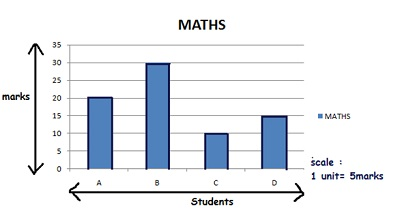 MATHS
35
30
25
20
15
10
5
0
marks
A B C D
Students
MATHS
scale :
1 unit= 5marks